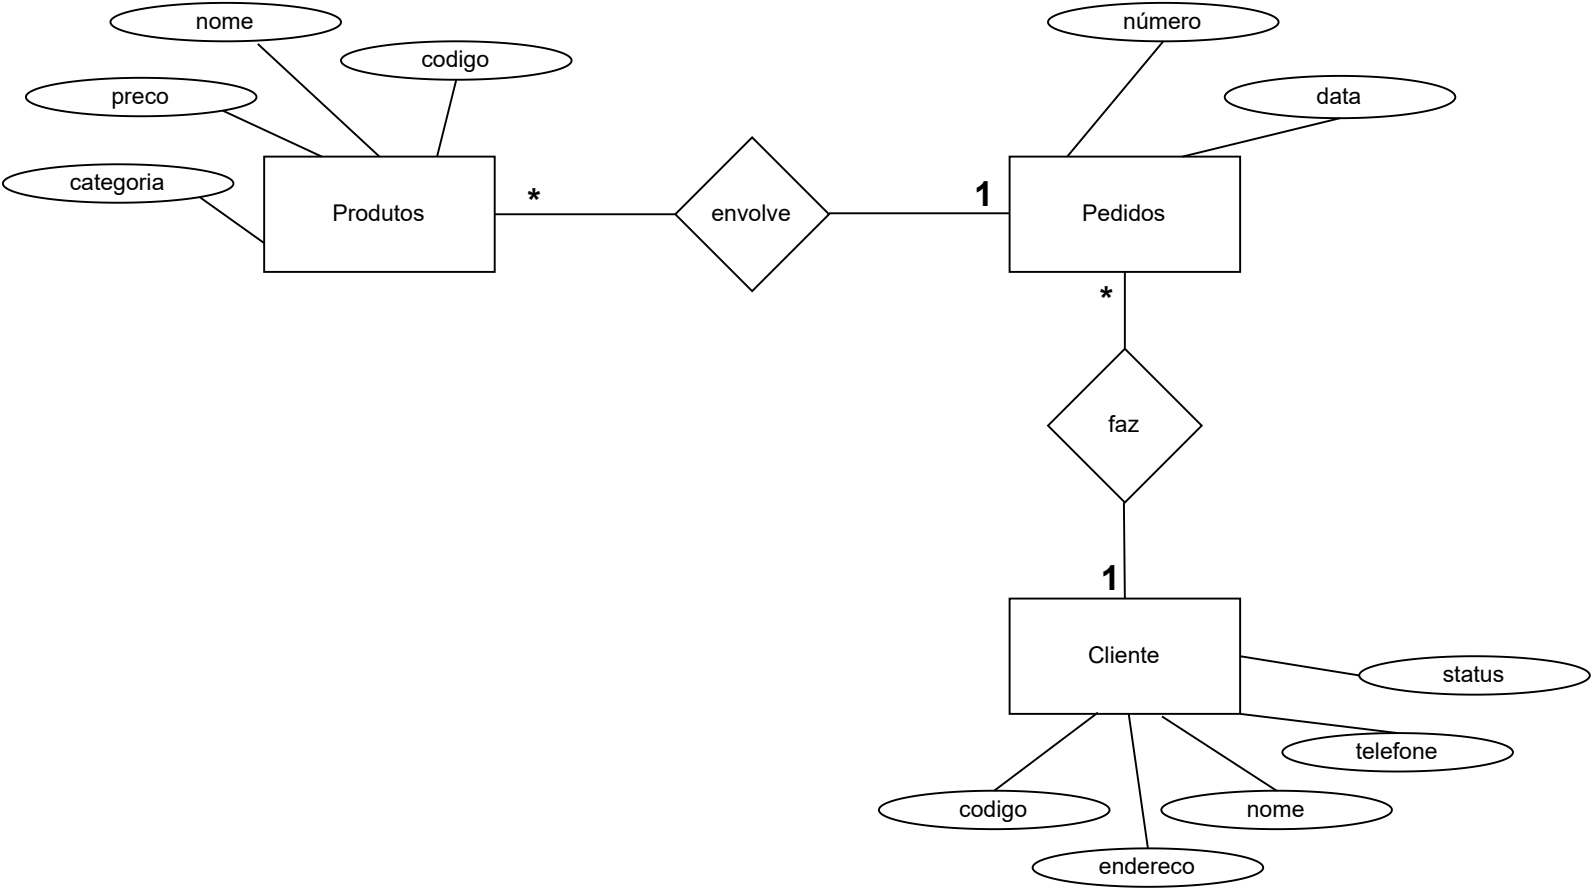 nome
número
codigo
preco
data
categoria
*
1
Produtos
envolve
Pedidos
*
faz
1
Cliente
status
telefone
codigo
nome
endereco